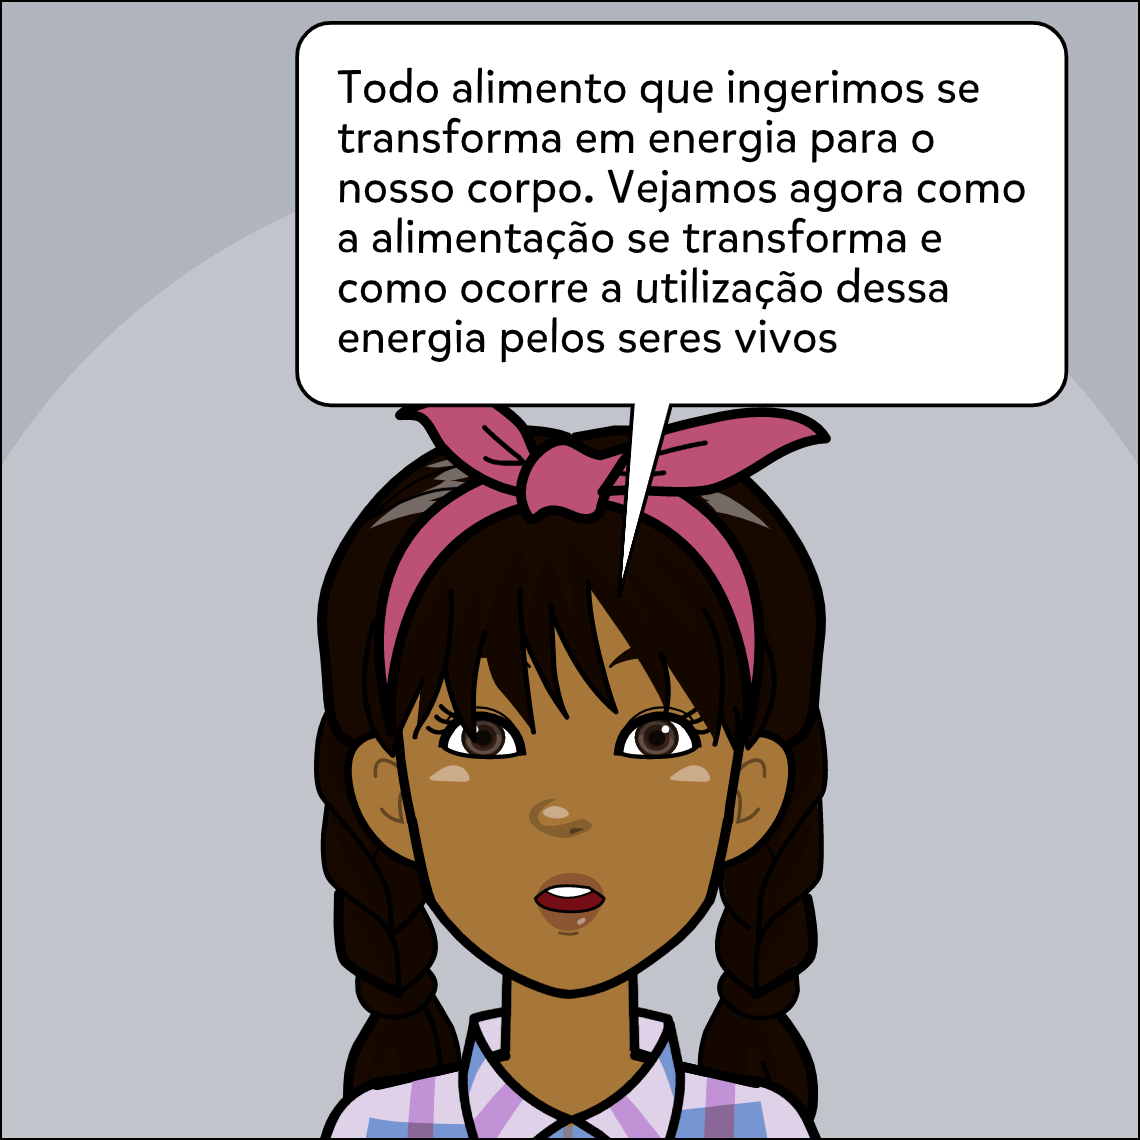 Todo alimento que ingerimos se
transforma em energia para o
nosso corpo. Vejamos agora como
a alimentação se transforma e
como ocorre a utilização dessa
energia pelos seres vivos